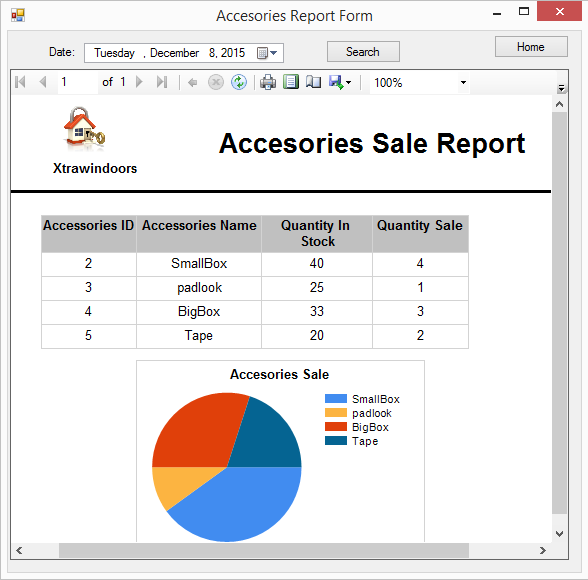 Accesories Report Form
Date: Tuesday , December 8, 2015 Search Home
1 of 1 100%
Xtrawindoors
Accesories Sale Report
Accessories ID Accessories Name Quantity In Stock Quantity Sale
2 SmallBox 40 4
3 padlook 25 1
4 BigBox 33 3
5 Tape 20 2
Accesories Sale
SmallBox
padlook
BigBox
Tape